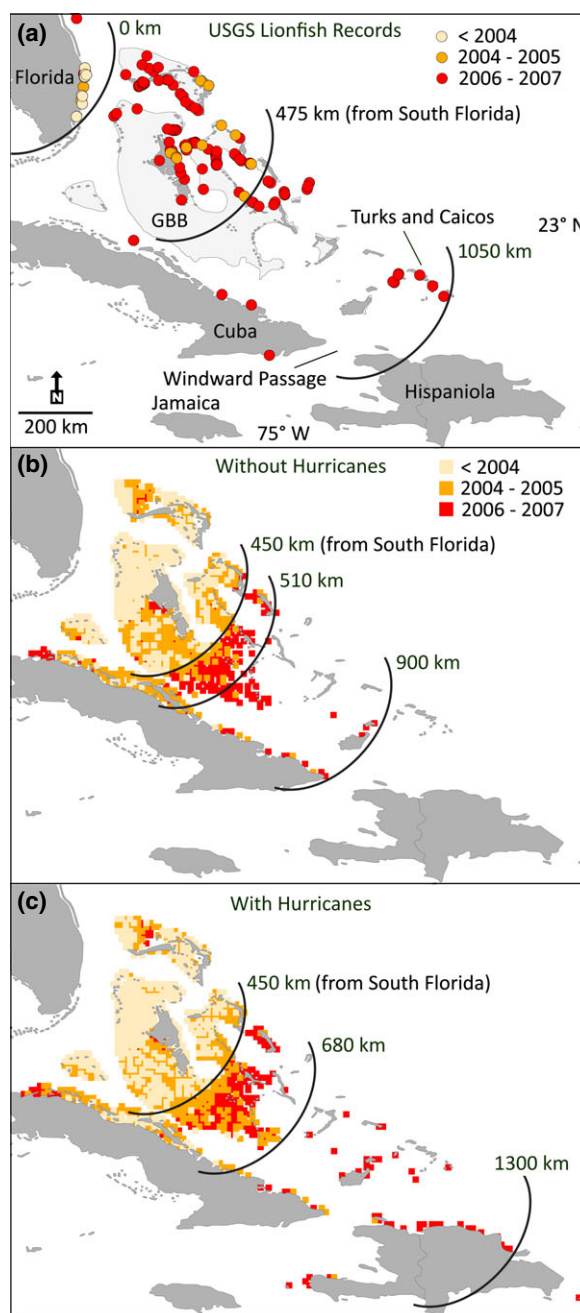 (a)
0 km
USGS Lionfish Records
< 2004
2004 - 2005
2006 - 2007
Florida
475 km (from South Florida)
GBB
23° N
Turks and Caicos
1050 km
Cuba
Windward Passage
N
Jamaica
Hispaniola
200 km
75° W
(b)
Without Hurricanes
< 2004
2004 - 2005
2006 - 2007
450 km (from South Florida)
510 km
900 km
(c)
With Hurricanes
450 km (from South Florida)
680 km
1300 km